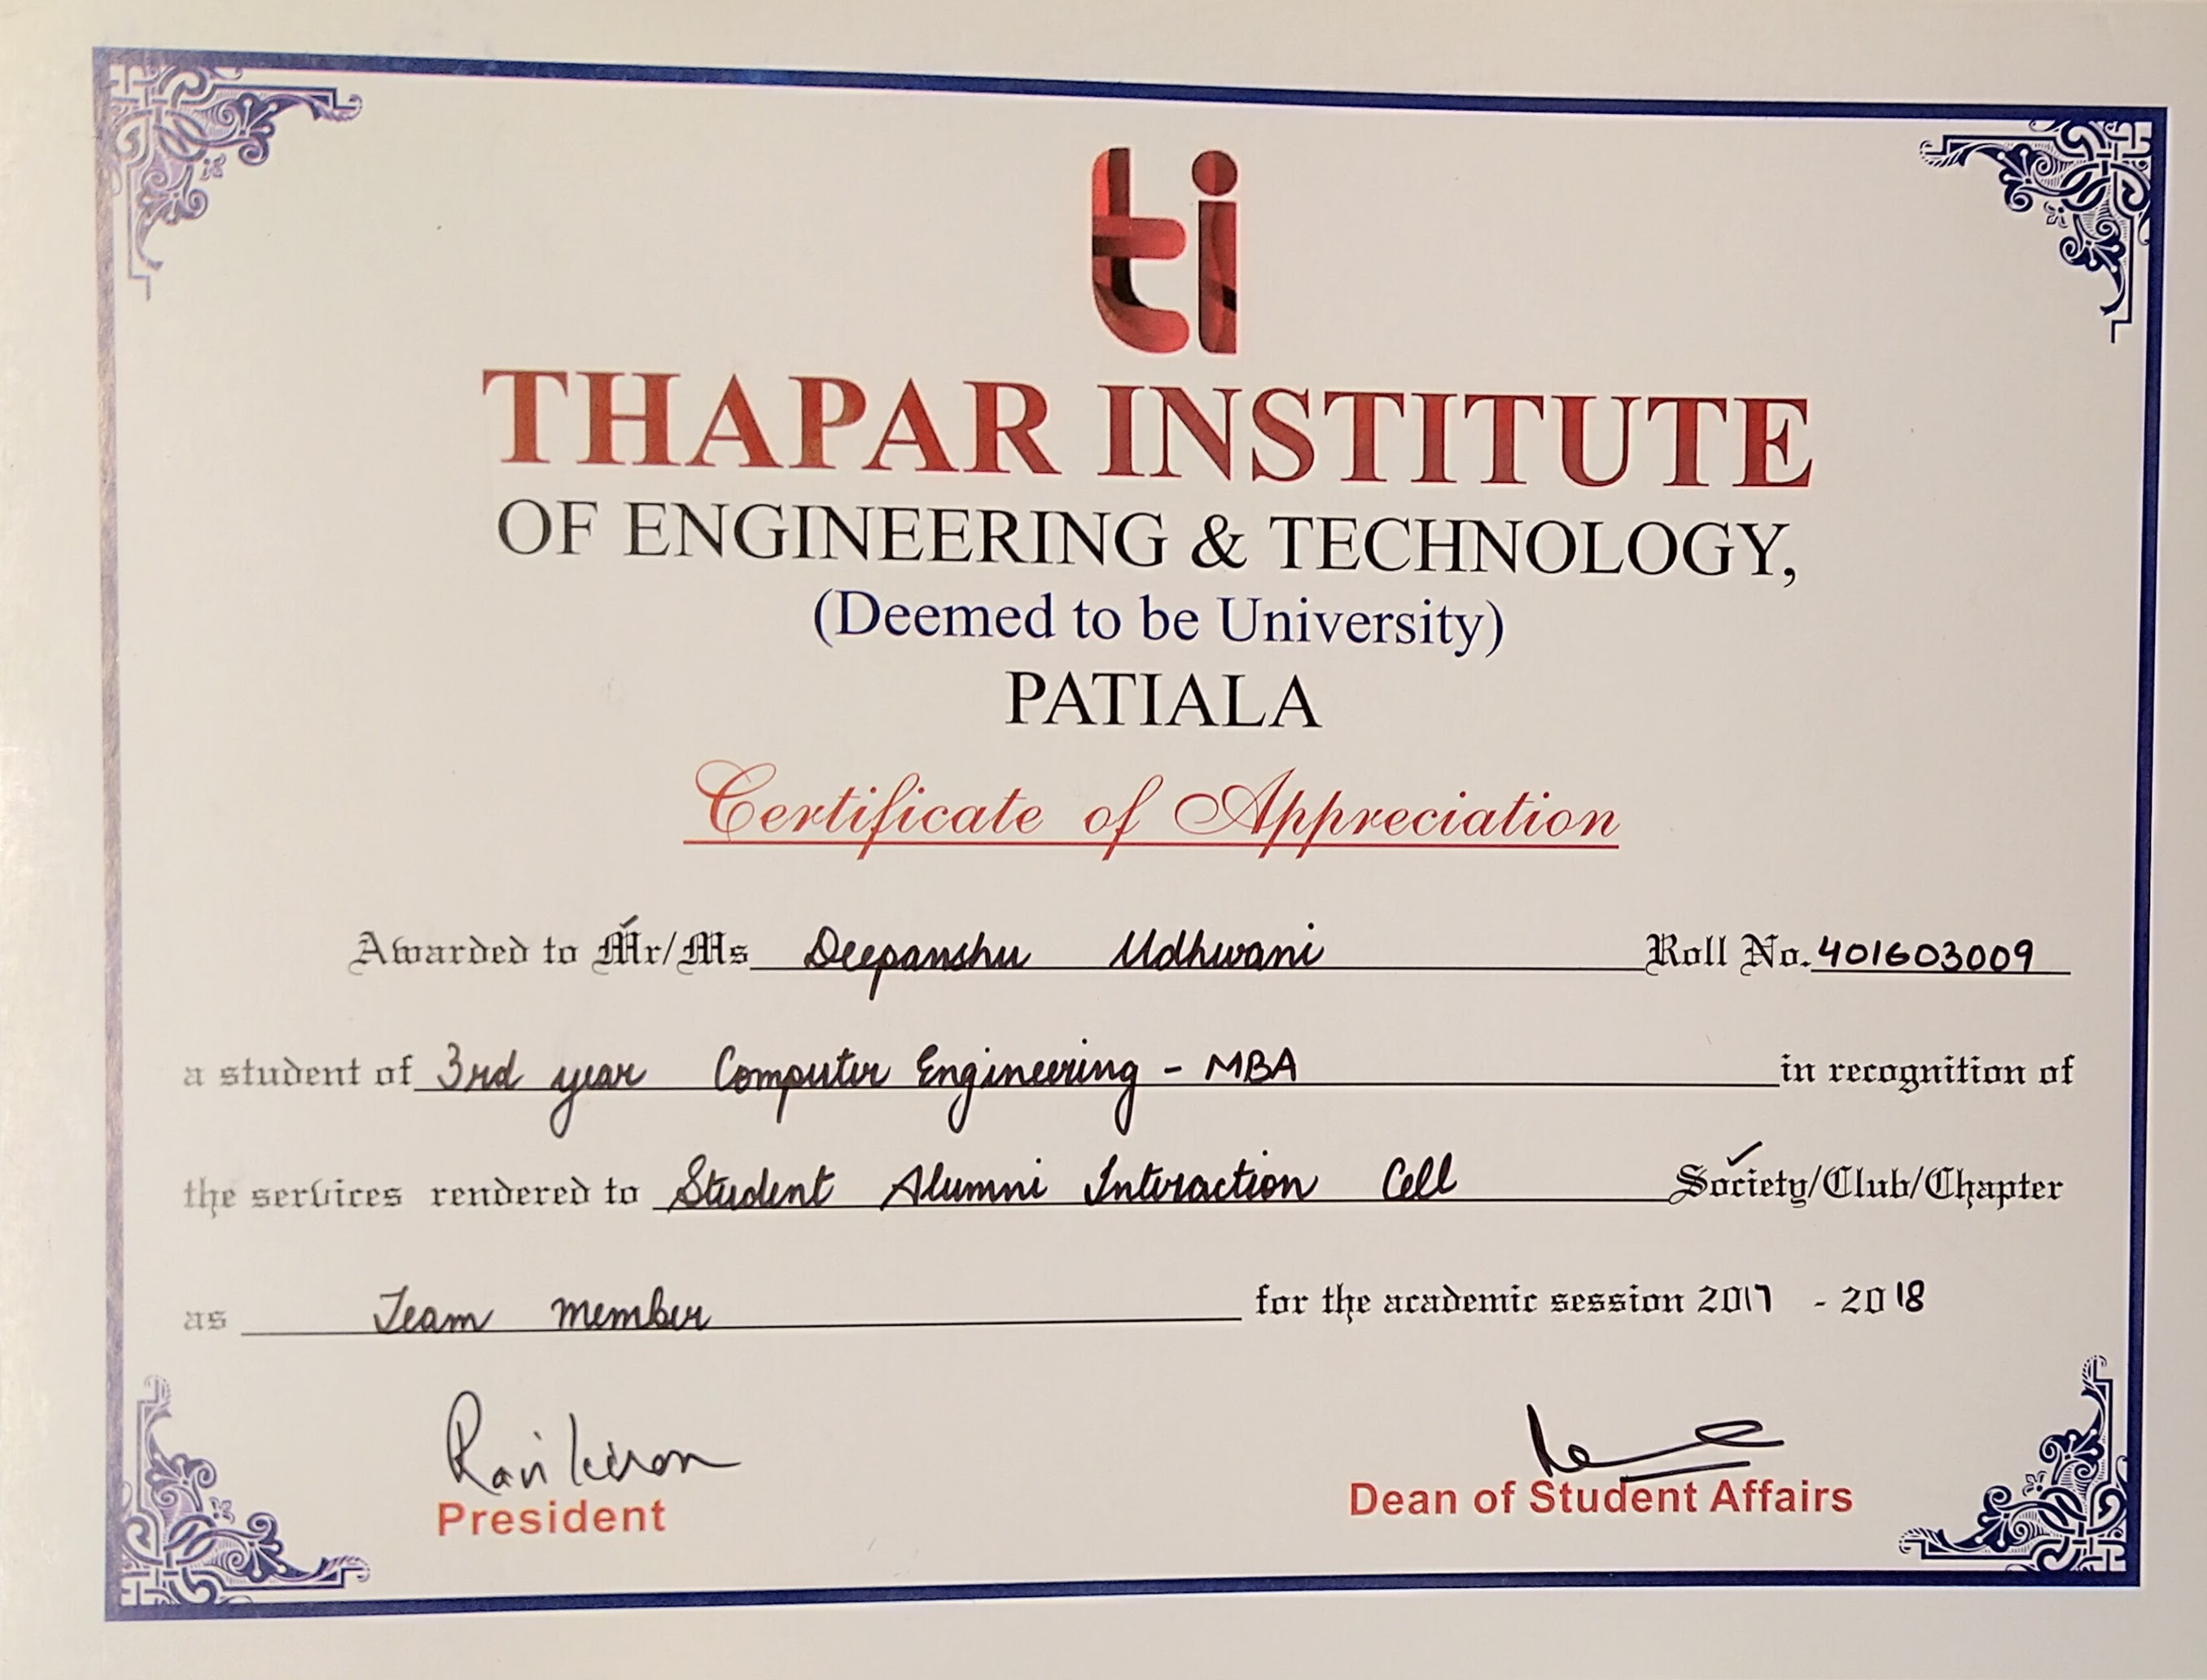 ti
THAPAR INSTITUTE
OF ENGINEERING & TECHNOLOGY,
(Deemed to be University)
PATIALA
Certificate of Appreciation
Awarded to Mr/Ms Deepanshu Udhwani Roll No. 401603009
a student of 3rd year Computer Engineering - MBA in recognition of
the services rendered to Student Alumni Interaction Cell Society/Club/Chapter
as Team member for the academic session 2017 - 2018
Ravi Kiran
President
Dean of Student Affairs